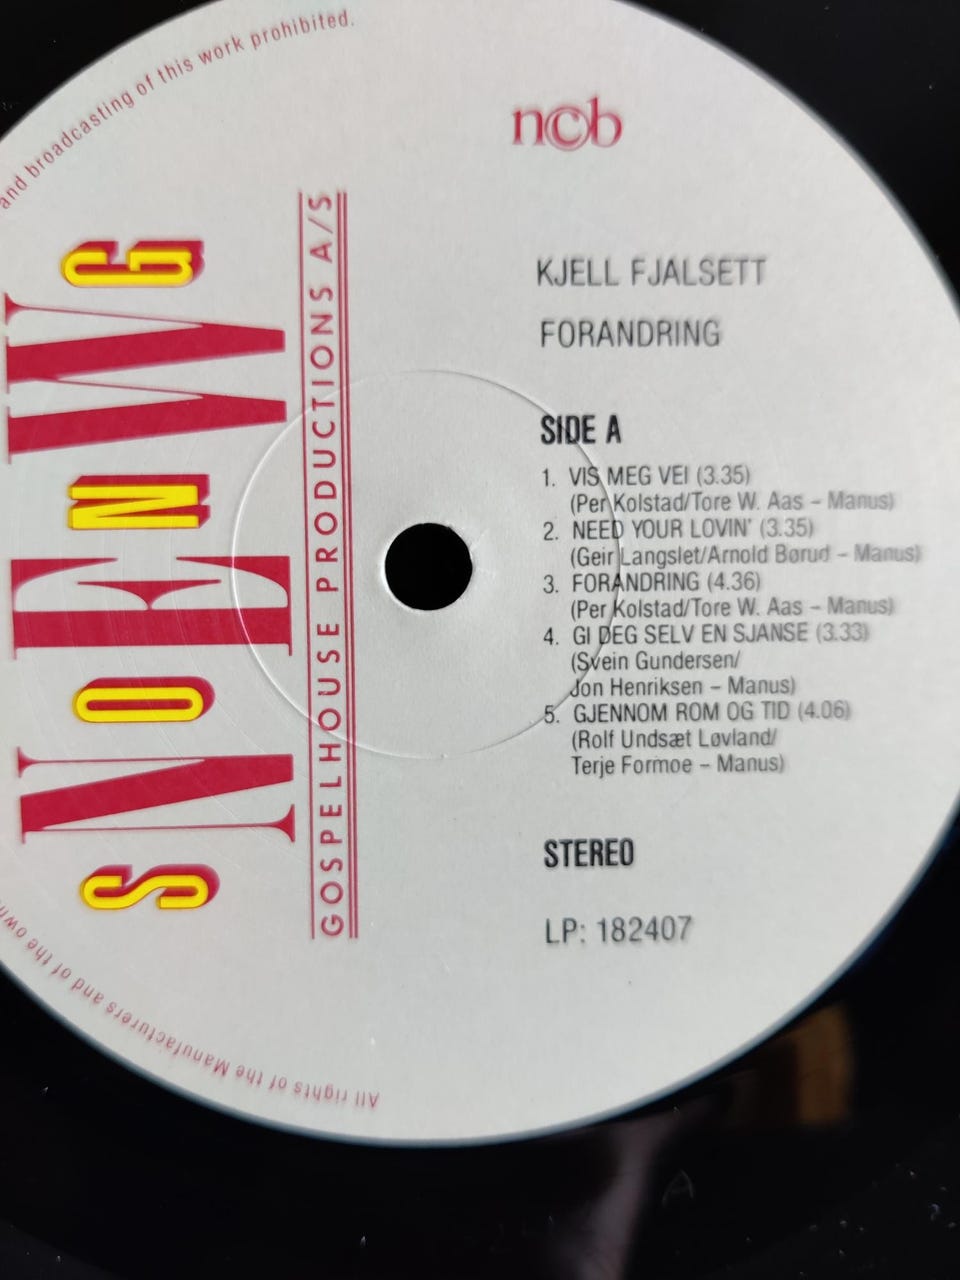 and broadcasting of this work prohibited.
ncb
SNOENWG
GOSPELHOUSE PRODUCTIONS A/S
KJELL FJALSETT
FORANDRING
SIDE A
1. VIS MEG VEI (3.35)
(Per Kolstad/Tore W. Aas – Manus)
2. NEED YOUR LOVIN' (3.35)
(Geir Langslet/Arnold Børud – Manus)
3. FORANDRING (4.36)
(Per Kolstad/Tore W. Aas – Manus)
4. GI DEG SELV EN SJANSE (3.33)
(Svein Gundersen/
Jon Henriksen – Manus)
5. GJENNOM ROM OG TID (4.06)
(Rolf Undsæt Løvland/
Terje Formoe – Manus)
STEREO
LP: 182407
All rights of the Manufacturers and of the